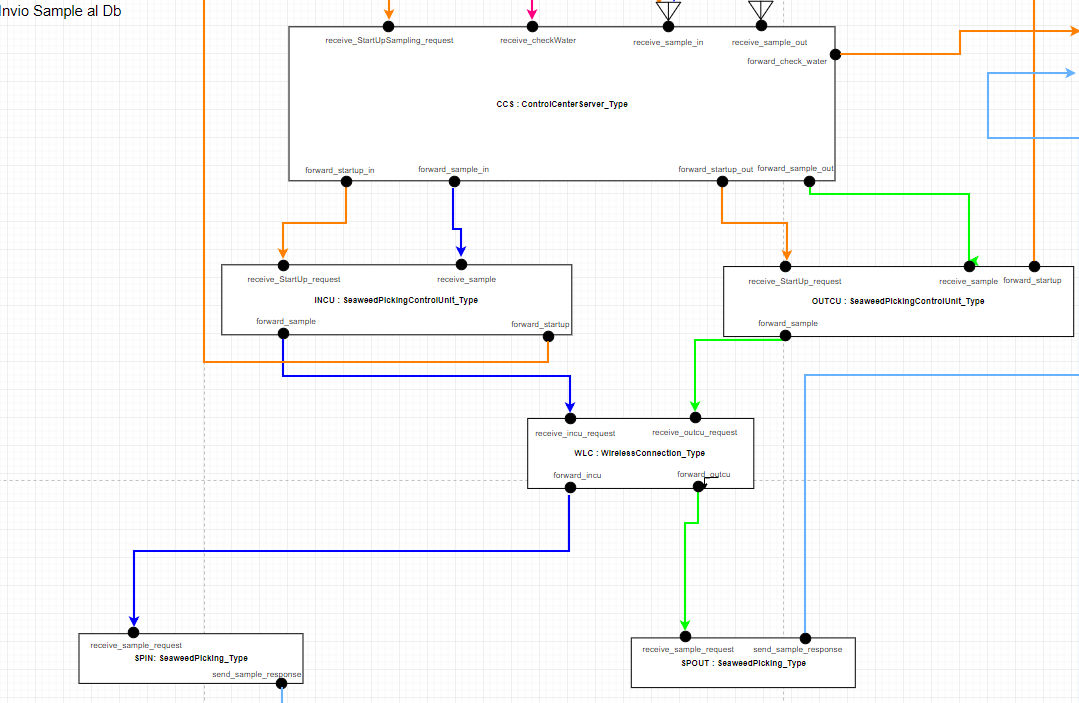 Invio Sample al Db
receive_StartUpSampling_request
receive_checkWater
receive_sample_in
receive_sample_out
forward_check_water
CCS : ControlCenterServer_Type
forward_startup_in
forward_sample_in
forward_startup_out
forward_sample_out
receive_StartUp_request
receive_sample
INCU : SeaweedPickingControlUnit_Type
forward_sample
forward_startup
receive_StartUp_request
receive_sample
forward_startup
OUTCU : SeaweedPickingControlUnit_Type
forward_sample
receive_incu_request
receive_outcu_request
WLC : WirelessConnection_Type
forward_incu
forward_outcu
receive_sample_request
SPIN: SeaweedPicking_Type
send_sample_response
receive_sample_request
send_sample_response
SPOUT : SeaweedPicking_Type